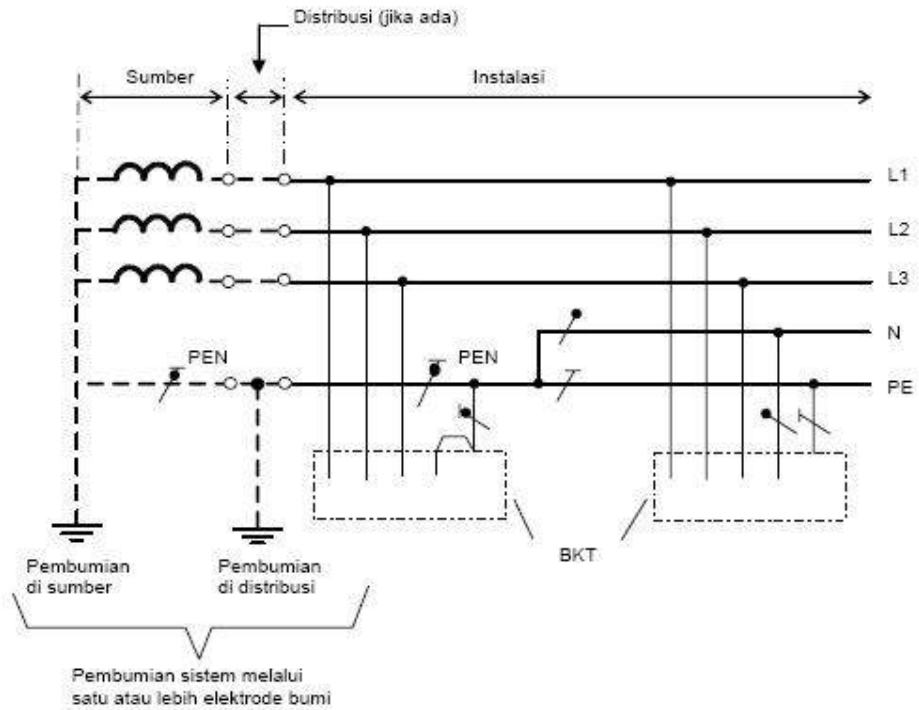 Distribusi (jika ada)
Sumber
Instalasi
L1
L2
L3
N
PEN
PEN
PE
BKT
Pembumian
di sumber
Pembumian
di distribusi
Pembumian sistem melalui
satu atau lebih elektrode bumi